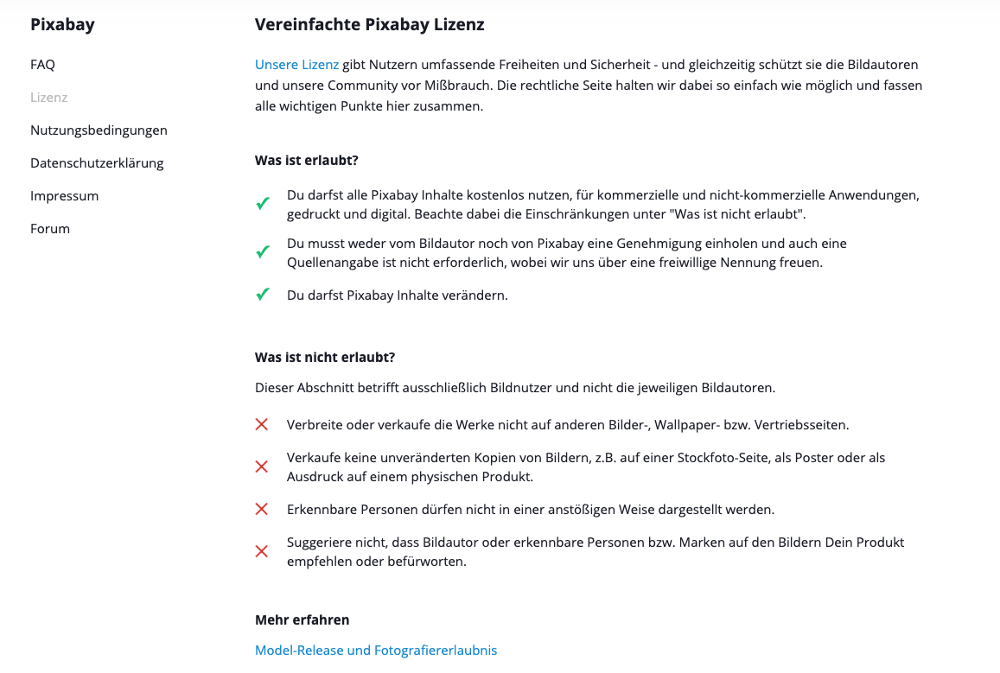 Pixabay
FAQ
Lizenz
Nutzungsbedingungen
Datenschutzerklärung
Impressum
Forum
Vereinfachte Pixabay Lizenz
Unsere Lizenz gibt Nutzern umfassende Freiheiten und Sicherheit - und gleichzeitig schützt sie die Bildautoren
und unsere Community vor Mißbrauch. Die rechtliche Seite halten wir dabei so einfach wie möglich und fassen
alle wichtigen Punkte hier zusammen.
Was ist erlaubt?
Du darfst alle Pixabay Inhalte kostenlos nutzen, für kommerzielle und nicht-kommerzielle Anwendungen,
gedruckt und digital. Beachte dabei die Einschränkungen unter "Was ist nicht erlaubt".
Du musst weder vom Bildautor noch von Pixabay eine Genehmigung einholen und auch eine
Quellenangabe ist nicht erforderlich, wobei wir uns über eine freiwillige Nennung freuen.
Du darfst Pixabay Inhalte verändern.
Was ist nicht erlaubt?
Dieser Abschnitt betrifft ausschließlich Bildnutzer und nicht die jeweiligen Bildautoren.
Verbreite oder verkaufe die Werke nicht auf anderen Bilder-, Wallpaper- bzw. Vertriebsseiten.
Verkaufe keine unveränderten Kopien von Bildern, z.B. auf einer Stockfoto-Seite, als Poster oder als
Ausdruck auf einem physischen Produkt.
Erkennbare Personen dürfen nicht in einer anstößigen Weise dargestellt werden.
Suggeriere nicht, dass Bildautor oder erkennbare Personen bzw. Marken auf den Bildern Dein Produkt
empfehlen oder befürworten.
Mehr erfahren
Model-Release und Fotografiererlaubnis